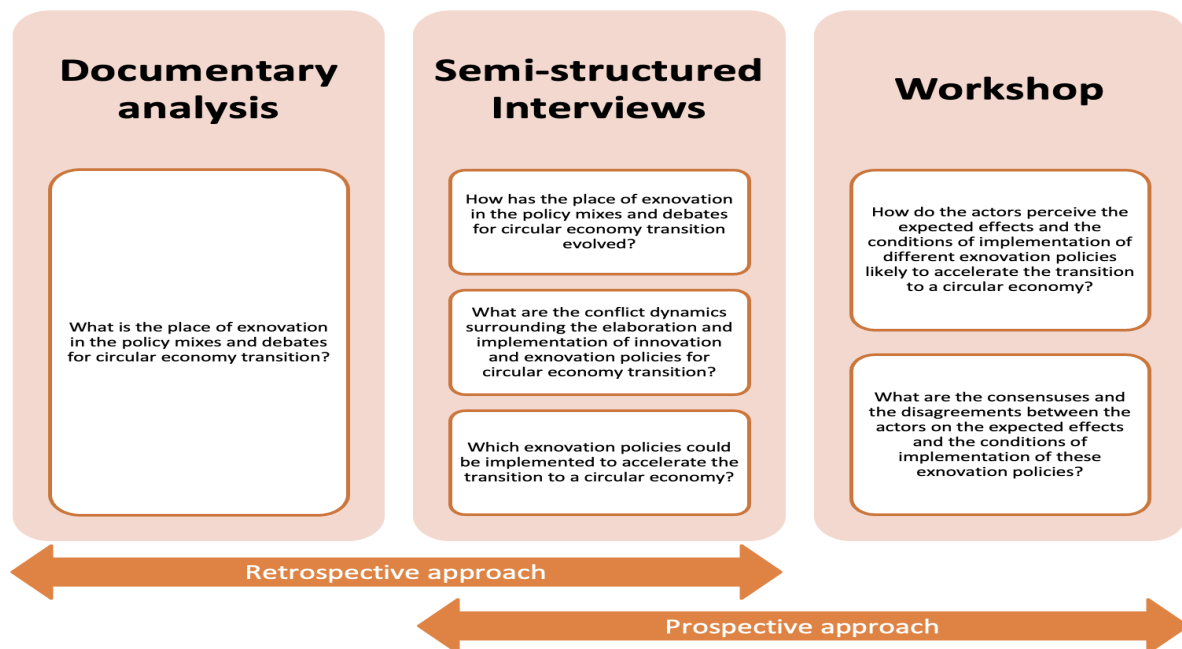 Documentary
analysis
What is the place of exnovation
in the policy mixes and debates
for circular economy transition?
Semi-structured
Interviews
How has the place of exnovation
in the policy mixes and debates
for circular economy transition
evolved?
What are the conflict dynamics
surrounding the elaboration and
implementation of innovation
and exnovation policies for
circular economy transition?
Which exnovation policies could
be implemented to accelerate the
transition to a circular economy?
Workshop
How do the actors perceive the
expected effects and the
conditions of implementation of
different exnovation policies
likely to accelerate the transition
to a circular economy?
What are the consensuses and
the disagreements between the
actors on the expected effects
and the conditions of
implementation of these
exnovation policies?
Retrospective approach
Prospective approach